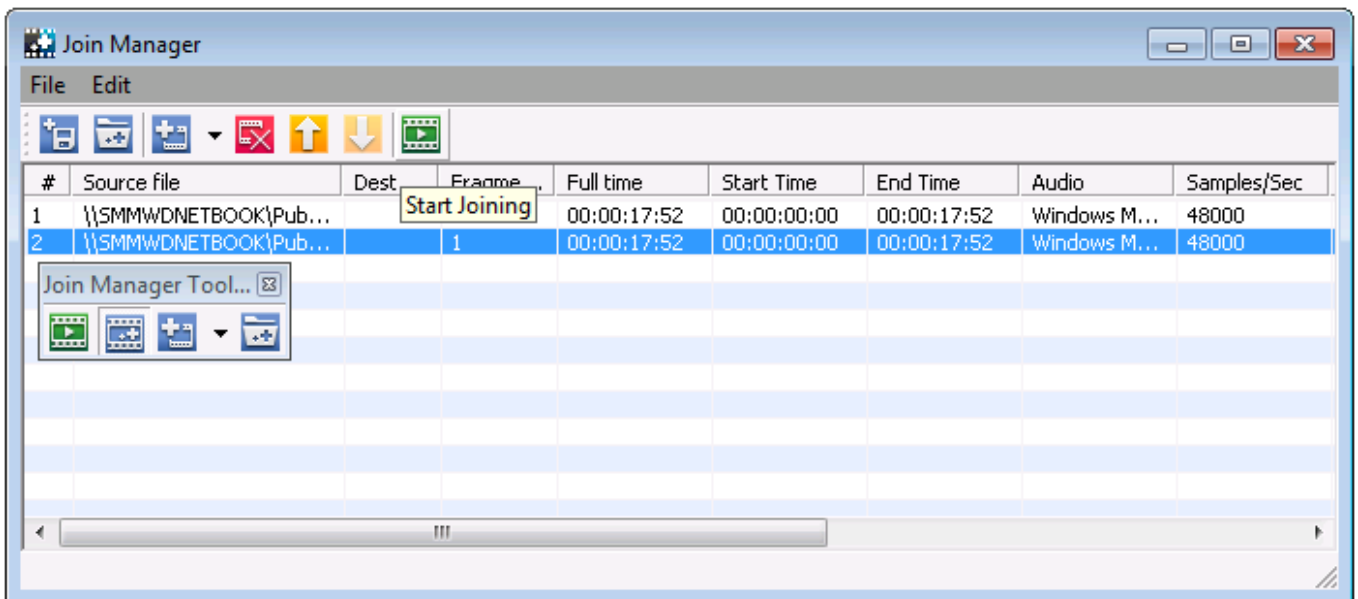 Join Manager
File Edit
# Source file Dest... Fragme... Full time Start Time End Time Audio Samples/Sec
Start Joining
1 \\SMMWDNETBOOK\Pub... 00:00:17:52 00:00:00:00 00:00:17:52 Windows M... 48000
2 \\SMMWDNETBOOK\Pub... 1 00:00:17:52 00:00:00:00 00:00:17:52 Windows M... 48000
Join Manager Tool...